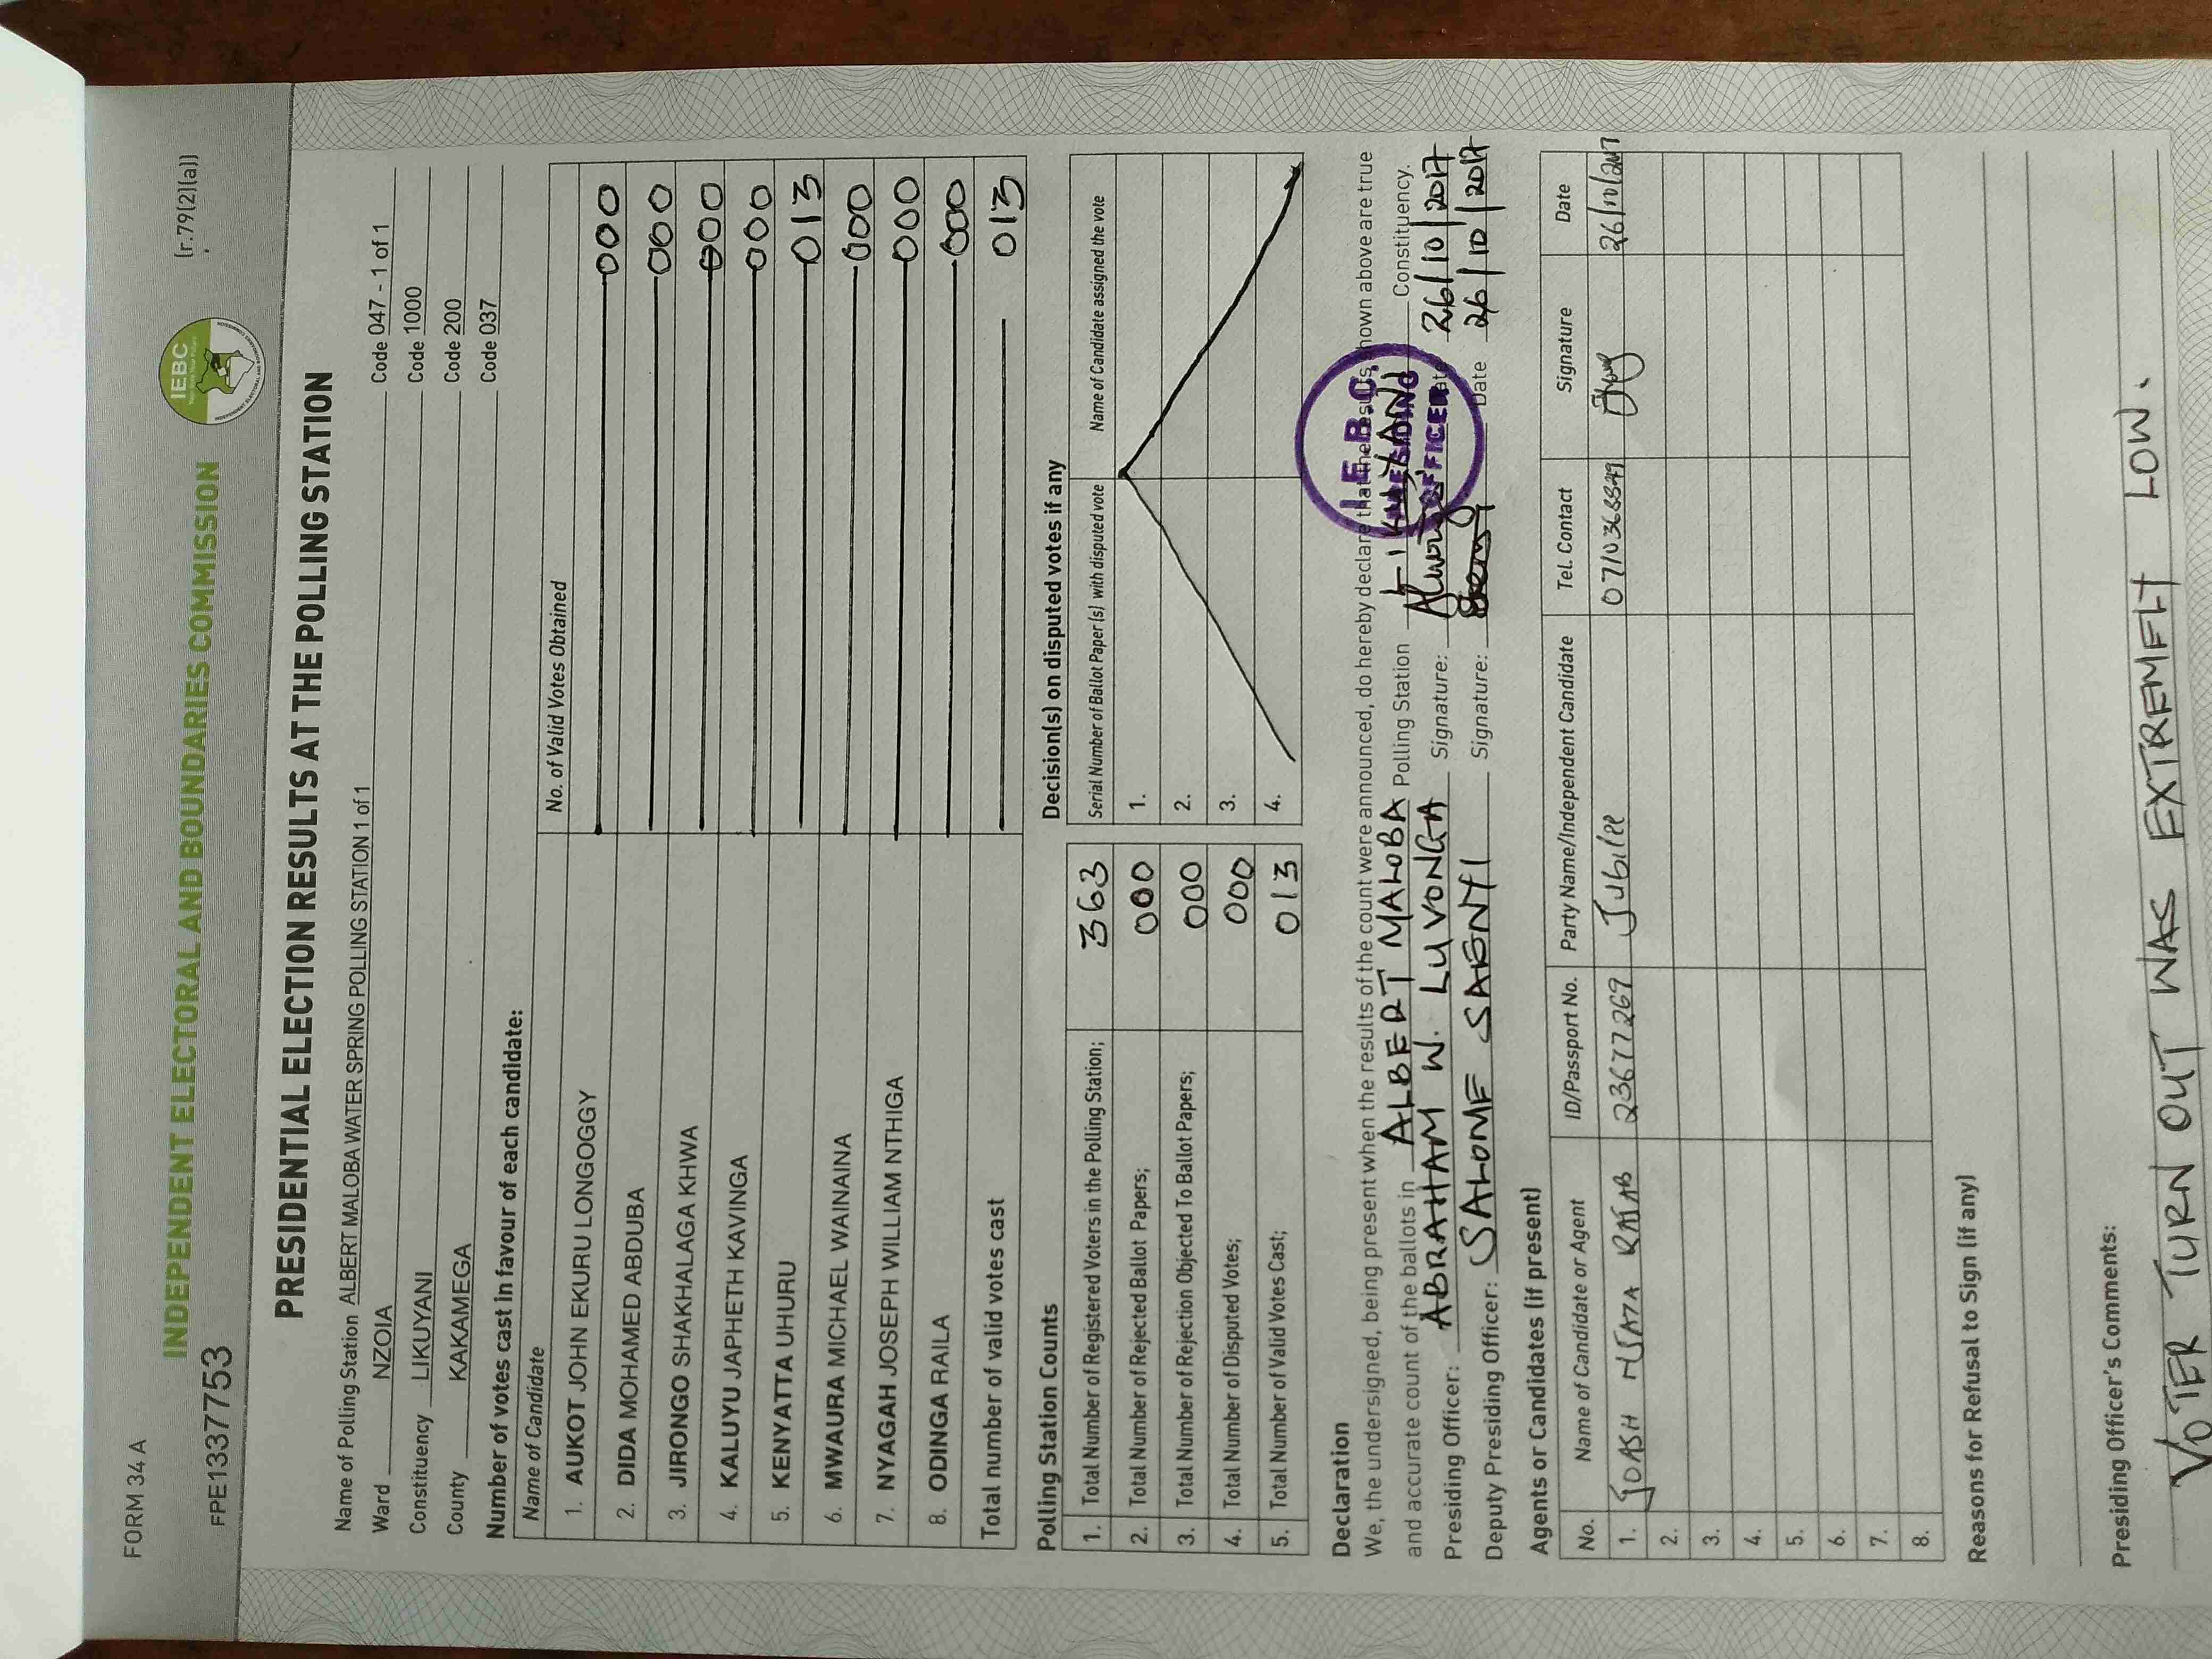 FORM 34 A
(r.79(2)(a))
IEBC
INDEPENDENT ELECTORAL AND BOUNDARIES COMMISSION
FPE1337753
PRESIDENTIAL ELECTION RESULTS AT THE POLLING STATION
Name of Polling Station ALBERT MALOBA WATER SPRING POLLING STATION 1 of 1 Code 047 - 1 of 1
Ward NZOIA Code 1000
Constituency LIKUYANI Code 200
County KAKAMEGA Code 037
Number of votes cast in favour of each candidate:
Name of Candidate No. of Valid Votes Obtained
1. AUKOT JOHN EKURU LONGOGGY 000
2. DIDA MOHAMED ABDUBA 000
3. JIRONGO SHAKHALAGA KHWA 000
4. KALUYU JAPHETH KAVINGA 000
5. KENYATTA UHURU 013
6. MWAURA MICHAEL WAINAINA 000
7. NYAGAH JOSEPH WILLIAM NTHIGA 000
8. ODINGA RAILA 000
Total number of valid votes cast 013
Polling Station Counts
1. Total Number of Registered Voters in the Polling Station; 363
2. Total Number of Rejected Ballot Papers; 000
3. Total Number of Rejection Objected To Ballot Papers; 000
4. Total Number of Disputed Votes; 000
5. Total Number of Valid Votes Cast; 013
Decision(s) on disputed votes if any
Serial Number of Ballot Paper (s) with disputed vote Name of Candidate assigned the vote
1.
2.
3.
4.
Declaration
We, the undersigned, being present when the results of the count were announced, do hereby declare that the results shown above are true
and accurate count of the ballots in ALBERT MALOBA Polling Station LIKUYANI Constituency.
Presiding Officer: ABRAHAM W. LUVONGA Signature: Date 26/10/2017
Deputy Presiding Officer: SALOME SAENYI Signature: Date 26/10/2017
I.E.B.C.
PRESIDING
OFFICER
Agents or Candidates (if present)
No. Name of Candidate or Agent ID/Passport No. Party Name/Independent Candidate Tel. Contact Signature Date
1. JOASH 23677269 Jubilee 0710368849 26/10/2017
2.
3.
4.
5.
6.
7.
8.
Reasons for Refusal to Sign (if any)
Presiding Officer's Comments:
VOTER TURN OUT WAS EXTREMELY LOW.